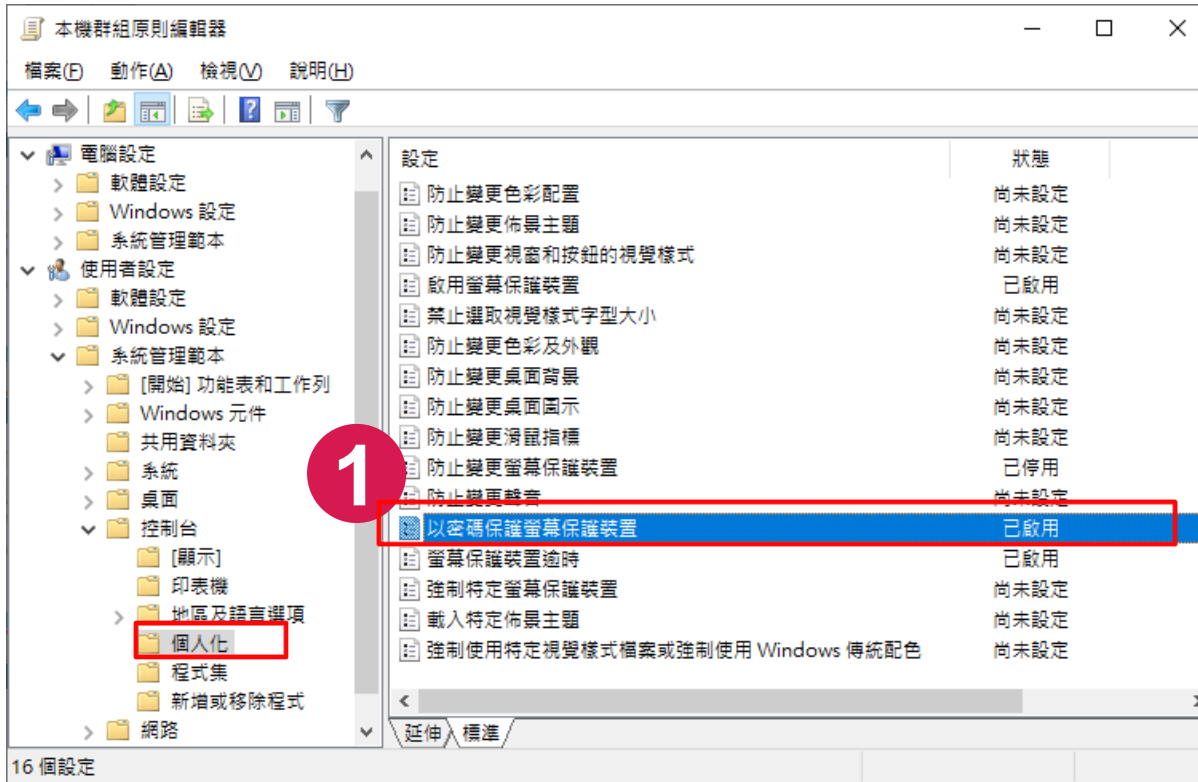 本機群組原則編輯器
檔案(F) 動作(A) 檢視(V) 說明(H)
電腦設定
軟體設定
Windows 設定
系統管理範本
使用者設定
軟體設定
Windows 設定
系統管理範本
[開始] 功能表和工作列
Windows 元件
共用資料夾
系統
桌面
控制台
[顯示]
印表機
地區及語言選項
個人化
程式集
新增或移除程式
網路
1
設定 狀態
防止變更色彩配置 尚未設定
防止變更佈景主題 尚未設定
防止變更視窗和按鈕的視覺樣式 尚未設定
啟用螢幕保護裝置 已啟用
禁止選取視覺樣式字型大小 尚未設定
防止變更色彩及外觀 尚未設定
防止變更桌面背景 尚未設定
防止變更桌面圖示 尚未設定
防止變更滑鼠指標 尚未設定
防止變更螢幕保護裝置 已停用
防止變更聲音 尚未設定
以密碼保護螢幕保護裝置 已啟用
螢幕保護裝置逾時 已啟用
強制特定螢幕保護裝置 尚未設定
載入特定佈景主題 尚未設定
強制使用特定視覺樣式檔案或強制使用 Windows 傳統配色 尚未設定
延伸 標準
16 個設定